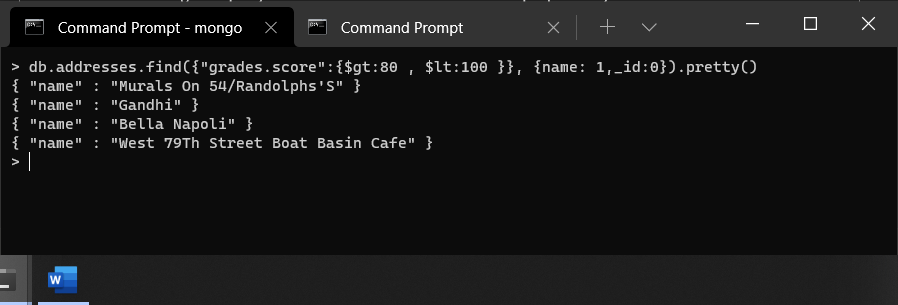 Command Prompt - mongo
Command Prompt
> db.addresses.find({"grades.score":{$gt:80 , $lt:100 }}, {name: 1,_id:0}).pretty()
{ "name" : "Murals On 54/Randolphs'S" }
{ "name" : "Gandhi" }
{ "name" : "Bella Napoli" }
{ "name" : "West 79Th Street Boat Basin Cafe" }
>
W